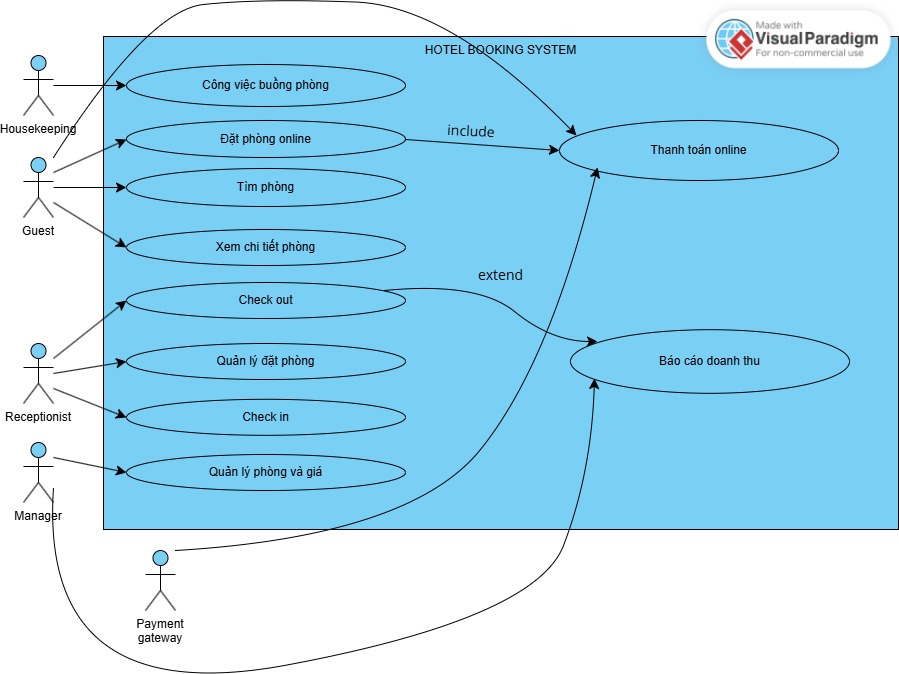 Made with
VisualParadigm
For non-commercial use
HOTEL BOOKING SYSTEM
Housekeeping
Công việc buồng phòng
Đặt phòng online
include
Thanh toán online
Guest
Tìm phòng
Xem chi tiết phòng
extend
Check out
Receptionist
Quản lý đặt phòng
Báo cáo doanh thu
Check in
Manager
Quản lý phòng và giá
Payment
gateway